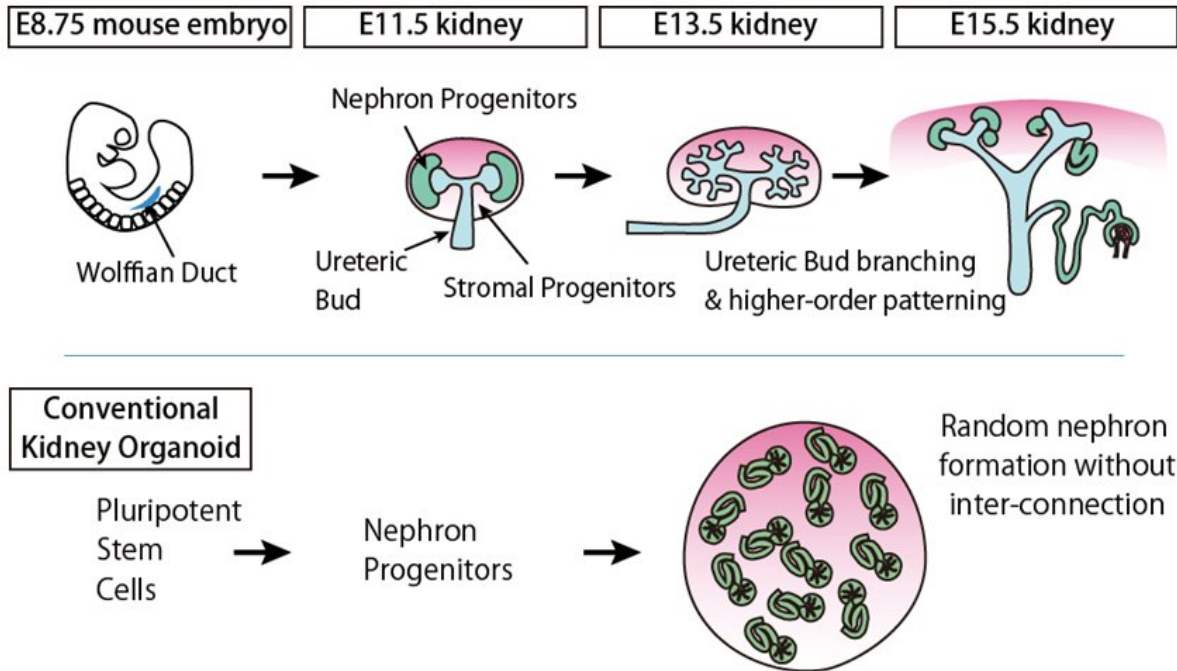 E8.75 mouse embryo
E11.5 kidney
E13.5 kidney
E15.5 kidney
Nephron Progenitors
Wolffian Duct
Ureteric
Bud
Stromal Progenitors
Ureteric Bud branching
& higher-order patterning
Conventional
Kidney Organoid
Pluripotent
Stem
Cells
Nephron
Progenitors
Random nephron
formation without
inter-connection